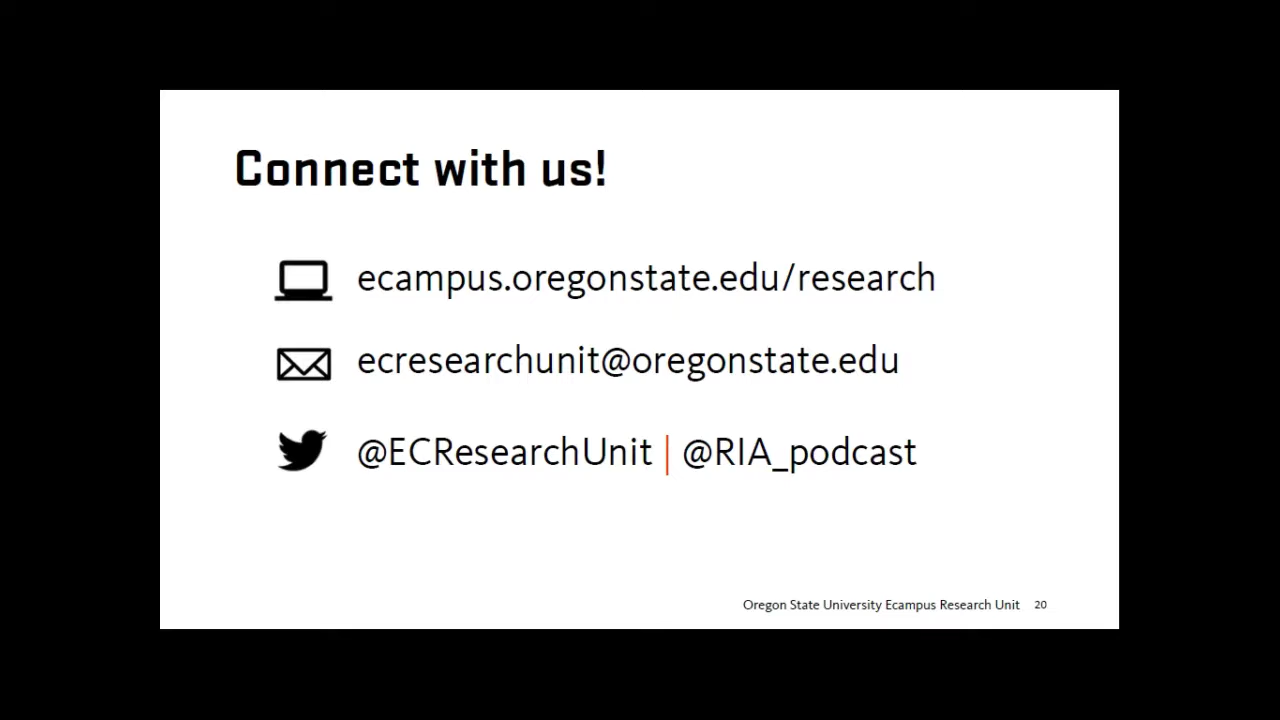 Connect with us!
ecampus.oregonstate.edu/research
ecresearchunit@oregonstate.edu
@ECResearchUnit | @RIA_podcast
Oregon State University Ecampus Research Unit 20